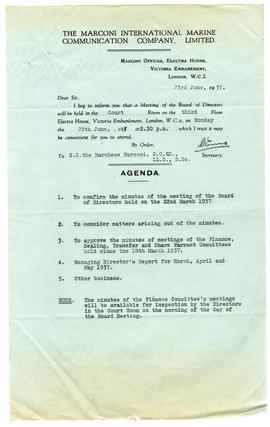 THE MARCONI INTERNATIONAL MARINE
COMMUNICATION COMPANY, LIMITED.
MARCONI OFFICES, ELECTRA HOUSE,
VICTORIA EMBANKMENT,
LONDON. W.C.2.
23rd June, 1937.
Dear Sir,
I beg to inform you that a Meeting of the Board of Directors
will be held in the Court Room on the Third Floor
Electra House, Victoria Embankment, London, W.C.2, on Monday
the 28th June, 193 at 2.30 p.m. which I trust it may
be convenient for you to attend.
By Order,
To H.E. the Marchese Marconi, G.C.VO., Secretary.
LL.D., D.Sc.
AGENDA.
1. To confirm the minutes of the meeting of the Board
of Directors held on the 22nd March 1937.
2. To consider matters arising out of the minutes.
3. To approve the minutes of meetings of the Finance,
Sealing, Transfer and Share Warrant Committees
held since the 18th March 1937.
4. Managing Director's Report for March, April and
May 1937.
5. Other business.
NOTE. The minutes of the Finance Committee's meetings
will be available for inspection by the Directors
in the Court Room on the morning of the day of
the Board Meeting.